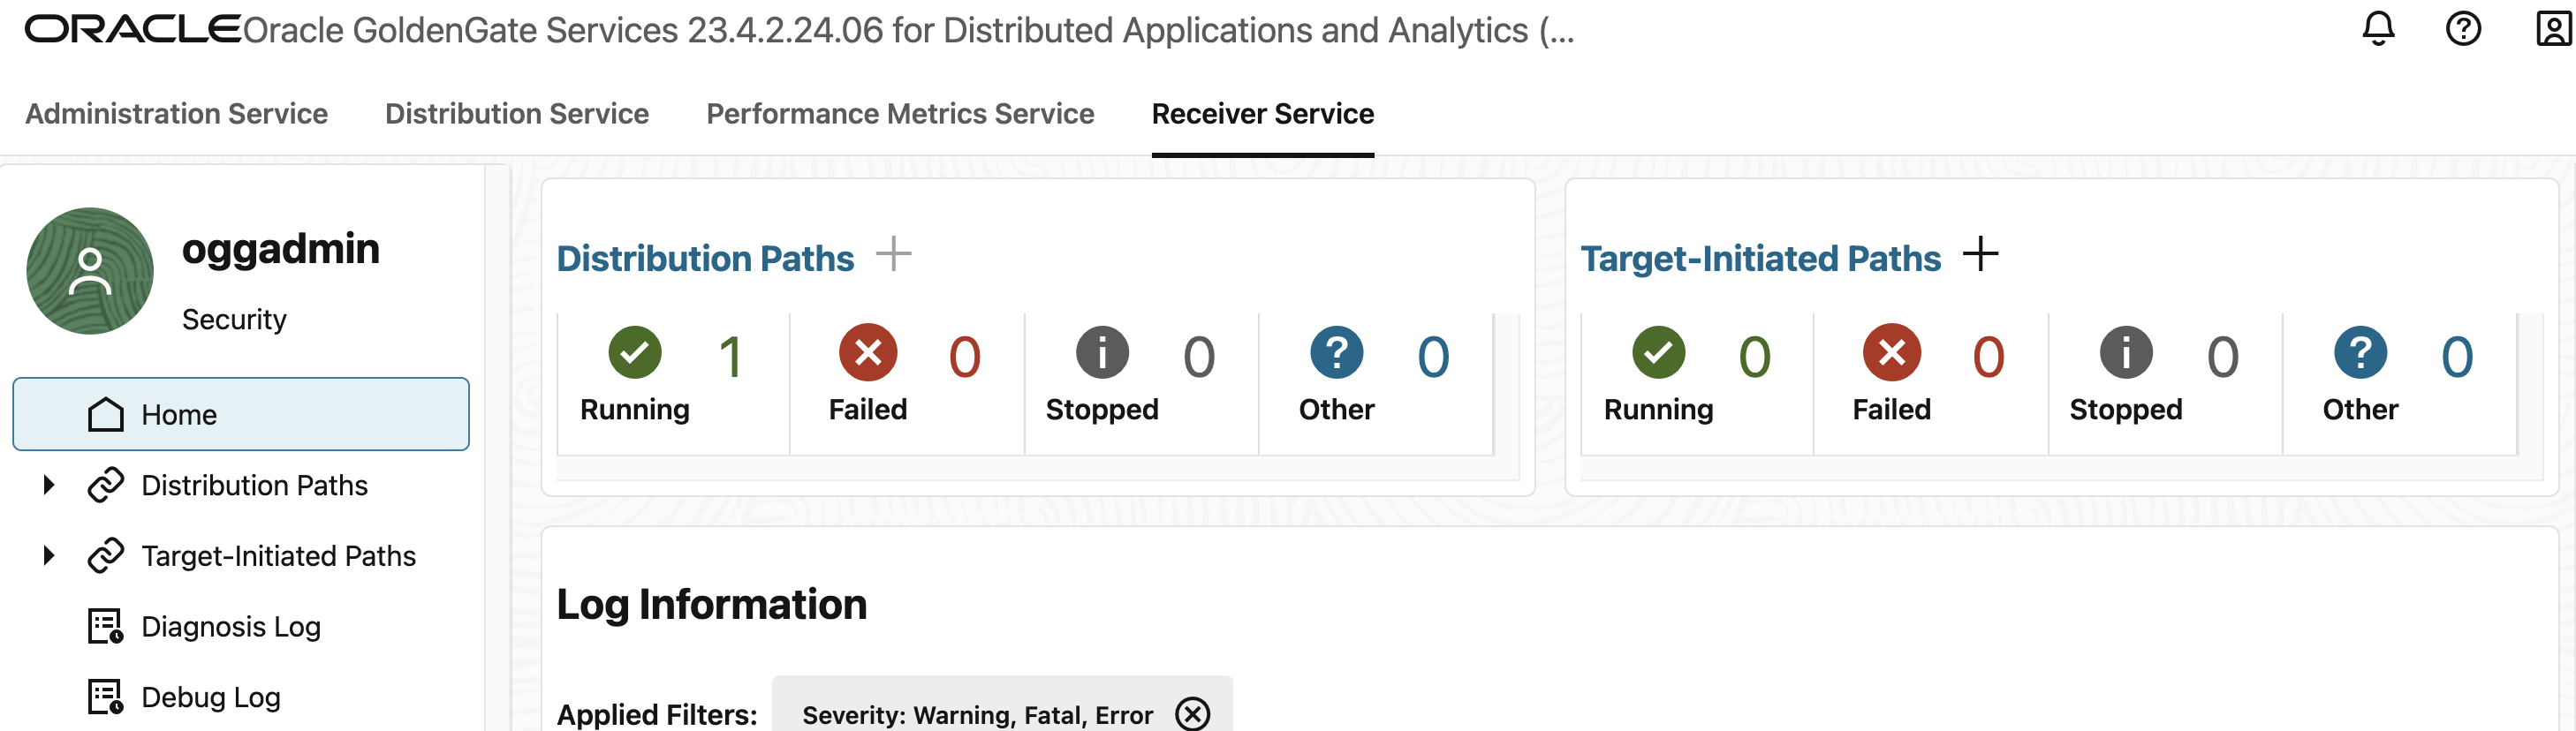 ORACLE Oracle GoldenGate Services 23.4.2.24.06 for Distributed Applications and Analytics (...
Administration Service Distribution Service Performance Metrics Service Receiver Service
oggadmin
Security
Home
Distribution Paths
Target-Initiated Paths
Diagnosis Log
Debug Log
Distribution Paths
1 0 0 0
Running Failed Stopped Other
Target-Initiated Paths
0 0 0 0
Running Failed Stopped Other
Log Information
Applied Filters: Severity: Warning, Fatal, Error